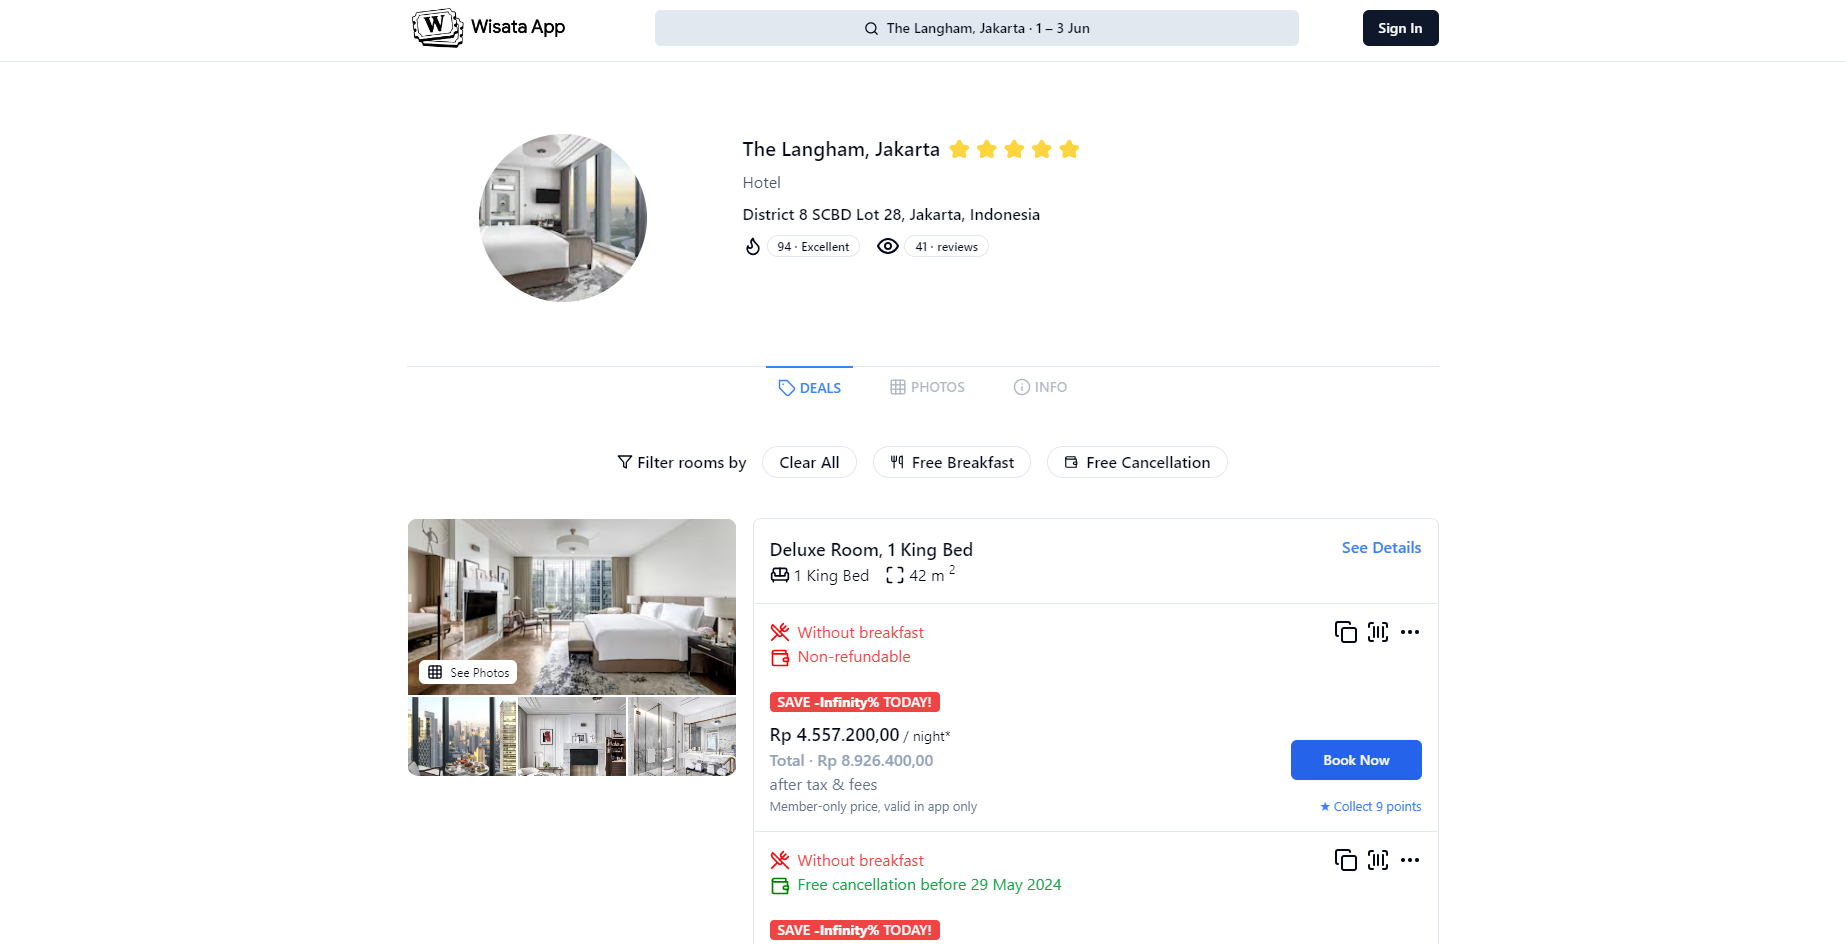 W Wisata App
The Langham, Jakarta · 1 – 3 Jun
Sign In
The Langham, Jakarta
Hotel
District 8 SCBD Lot 28, Jakarta, Indonesia
94 · Excellent
41 · reviews
DEALS
PHOTOS
INFO
Filter rooms by
Clear All
Free Breakfast
Free Cancellation
See Photos
Deluxe Room, 1 King Bed
See Details
1 King Bed 42 m 2
Without breakfast
Non-refundable
SAVE -Infinity% TODAY!
Rp 4.557.200,00 / night*
Total · Rp 8.926.400,00
after tax & fees
Member-only price, valid in app only
Book Now
★ Collect 9 points
Without breakfast
Free cancellation before 29 May 2024
SAVE -Infinity% TODAY!